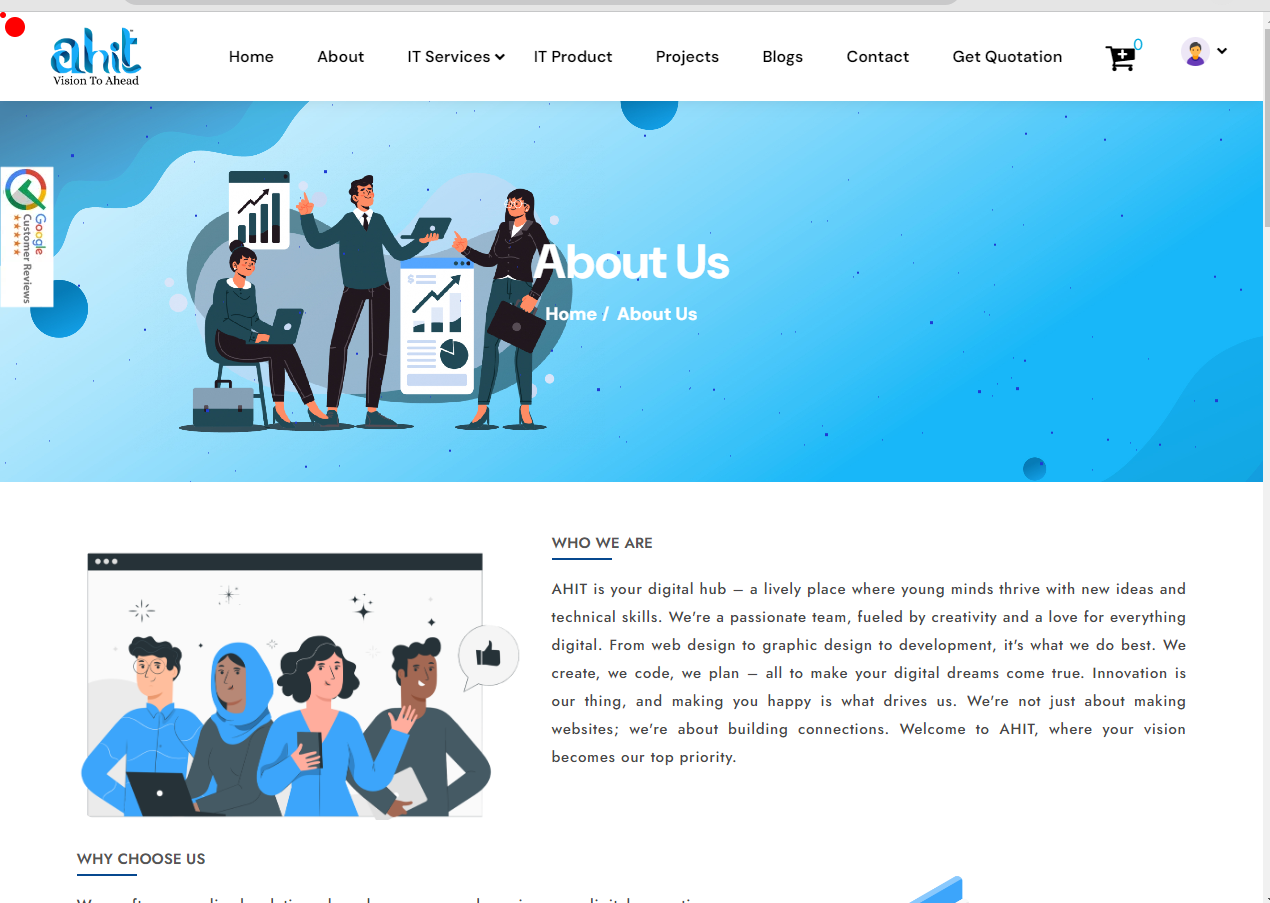 ahit
Vision To Ahead
Home About IT Services IT Product Projects Blogs Contact Get Quotation 0
Google
Customer Reviews
$
About Us
Home / About Us
WHO WE ARE
AHIT is your digital hub – a lively place where young minds thrive with new ideas and
technical skills. We're a passionate team, fueled by creativity and a love for everything
digital. From web design to graphic design to development, it's what we do best. We
create, we code, we plan – all to make your digital dreams come true. Innovation is
our thing, and making you happy is what drives us. We're not just about making
websites; we're about building connections. Welcome to AHIT, where your vision
becomes our top priority.
WHY CHOOSE US